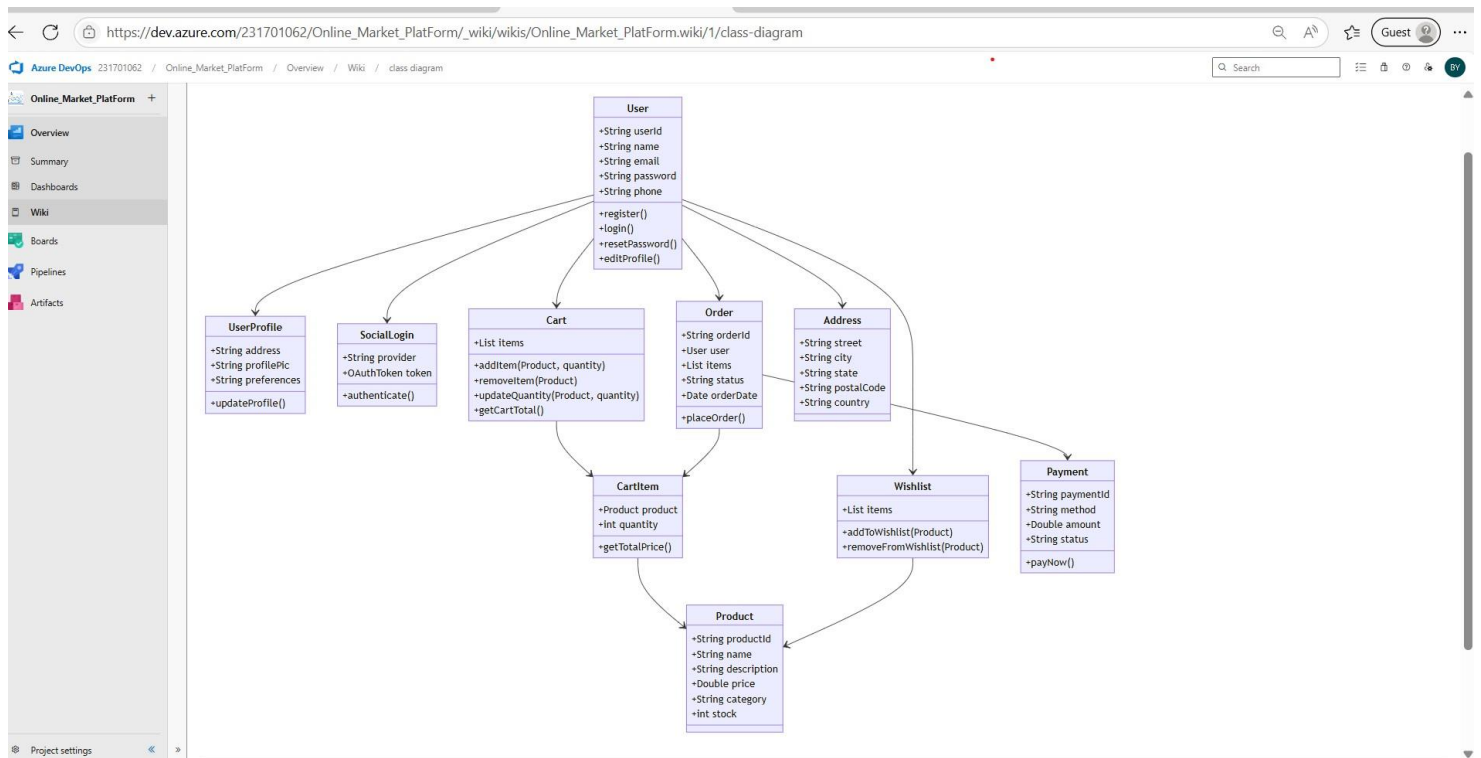 https://dev.azure.com/231701062/Online_Market_PlatForm/_wiki/wikis/Online_Market_PlatForm.wiki/1/class-diagram
Guest
Azure DevOps 231701062 / Online_Market_PlatForm / Overview / Wiki / class diagram
Search
BY
Online_Market_PlatForm +
Overview
Summary
Dashboards
Wiki
Boards
Pipelines
Artifacts
Project settings
User
+String userId
+String name
+String email
+String password
+String phone
+register()
+login()
+resetPassword()
+editProfile()
UserProfile
+String address
+String profilePic
+String preferences
+updateProfile()
SocialLogin
+String provider
+OAuthToken token
+authenticate()
Cart
+List items
+addItem(Product, quantity)
+removeItem(Product)
+updateQuantity(Product, quantity)
+getCartTotal()
Order
+String orderId
+User user
+List items
+String status
+Date orderDate
+placeOrder()
Address
+String street
+String city
+String state
+String postalCode
+String country
CartItem
+Product product
+int quantity
+getTotalPrice()
Wishlist
+List items
+addToWishlist(Product)
+removeFromWishlist(Product)
Payment
+String paymentId
+String method
+Double amount
+String status
+payNow()
Product
+String productId
+String name
+String description
+Double price
+String category
+int stock